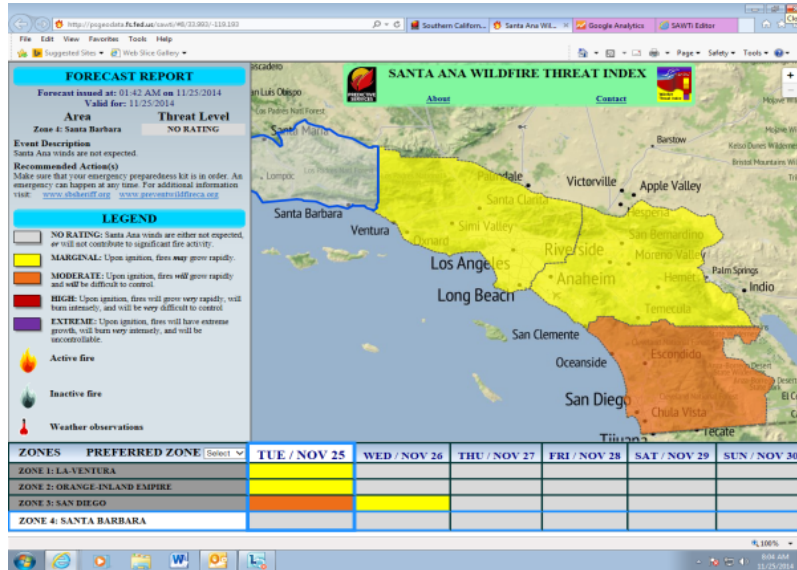 http://psgeodata.fs.fed.us/sawti/#8/33.993/-119.193
Southern Californ...
Santa Ana Wil...
Google Analytics
SAWTi Editor
File Edit View Favorites Tools Help
Suggested Sites
Web Slice Gallery
Page
Safety
Tools
FORECAST REPORT
Forecast issued at: 01:42 AM on 11/25/2014
Valid for: 11/25/2014
Area Threat Level
Zone 4: Santa Barbara NO RATING
Event Description
Santa Ana winds are not expected.
Recommended Action(s)
Make sure that your emergency preparedness kit is in order. An
emergency can happen at any time. For additional information
visit: www.sbsheriff.org www.preventwildfireca.org
LEGEND
NO RATING: Santa Ana winds are either not expected,
or will not contribute to significant fire activity.
MARGINAL: Upon ignition, fires may grow rapidly.
MODERATE: Upon ignition, fires will grow rapidly
and will be difficult to control.
HIGH: Upon ignition, fires will grow very rapidly, will
burn intensely, and will be very difficult to control
EXTREME: Upon ignition, fires will have extreme
growth, will burn very intensely, and will be
uncontrollable.
Active fire
Inactive fire
Weather observations
SANTA ANA WILDFIRE THREAT INDEX
About Contact
+
an Luis Obispo
Santa Maria
Lompoc
Santa Barbara
Ventura
Oxnard
Simi Valley
Santa Clarita
Victorville
Apple Valley
Barstow
Hesperia
San Bernardino
Riverside
Moreno Valley
Los Angeles
Anaheim
Hemet
Palm Springs
Indio
Long Beach
Temecula
San Clemente
Oceanside
Escondido
San Diego
Chula Vista
Tijuana
Tecate
ZONES PREFERRED ZONE Select TUE / NOV 25 WED / NOV 26 THU / NOV 27 FRI / NOV 28 SAT / NOV 29 SUN / NOV 30
ZONE 1: LA-VENTURA
ZONE 2: ORANGE-INLAND EMPIRE
ZONE 3: SAN DIEGO
ZONE 4: SANTA BARBARA
100%
6:04 AM
11/25/2014